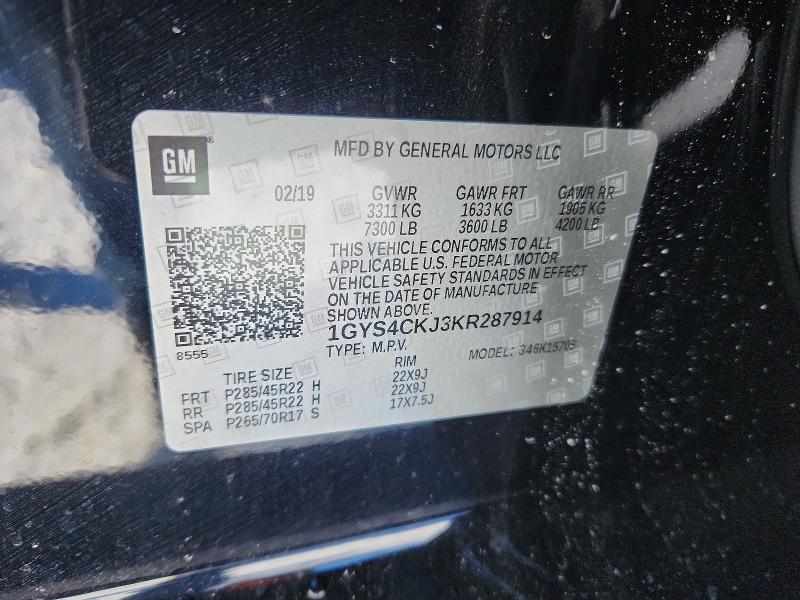 GM
MFD BY GENERAL MOTORS LLC
02/19 GVWR GAWR FRT GAWR RR
3311 KG 1633 KG 1905 KG
7300 LB 3600 LB 4200 LB
THIS VEHICLE CONFORMS TO ALL
APPLICABLE U.S. FEDERAL MOTOR
VEHICLE SAFETY STANDARDS IN EFFECT
ON THE DATE OF MANUFACTURE
SHOWN ABOVE.
1GYS4CKJ3KR287914
8555 TYPE: M.P.V. MODEL: 346K15706
TIRE SIZE RIM
FRT P285/45R22 H 22X9J
RR P285/45R22 H 22X9J
SPA P265/70R17 S 17X7.5J